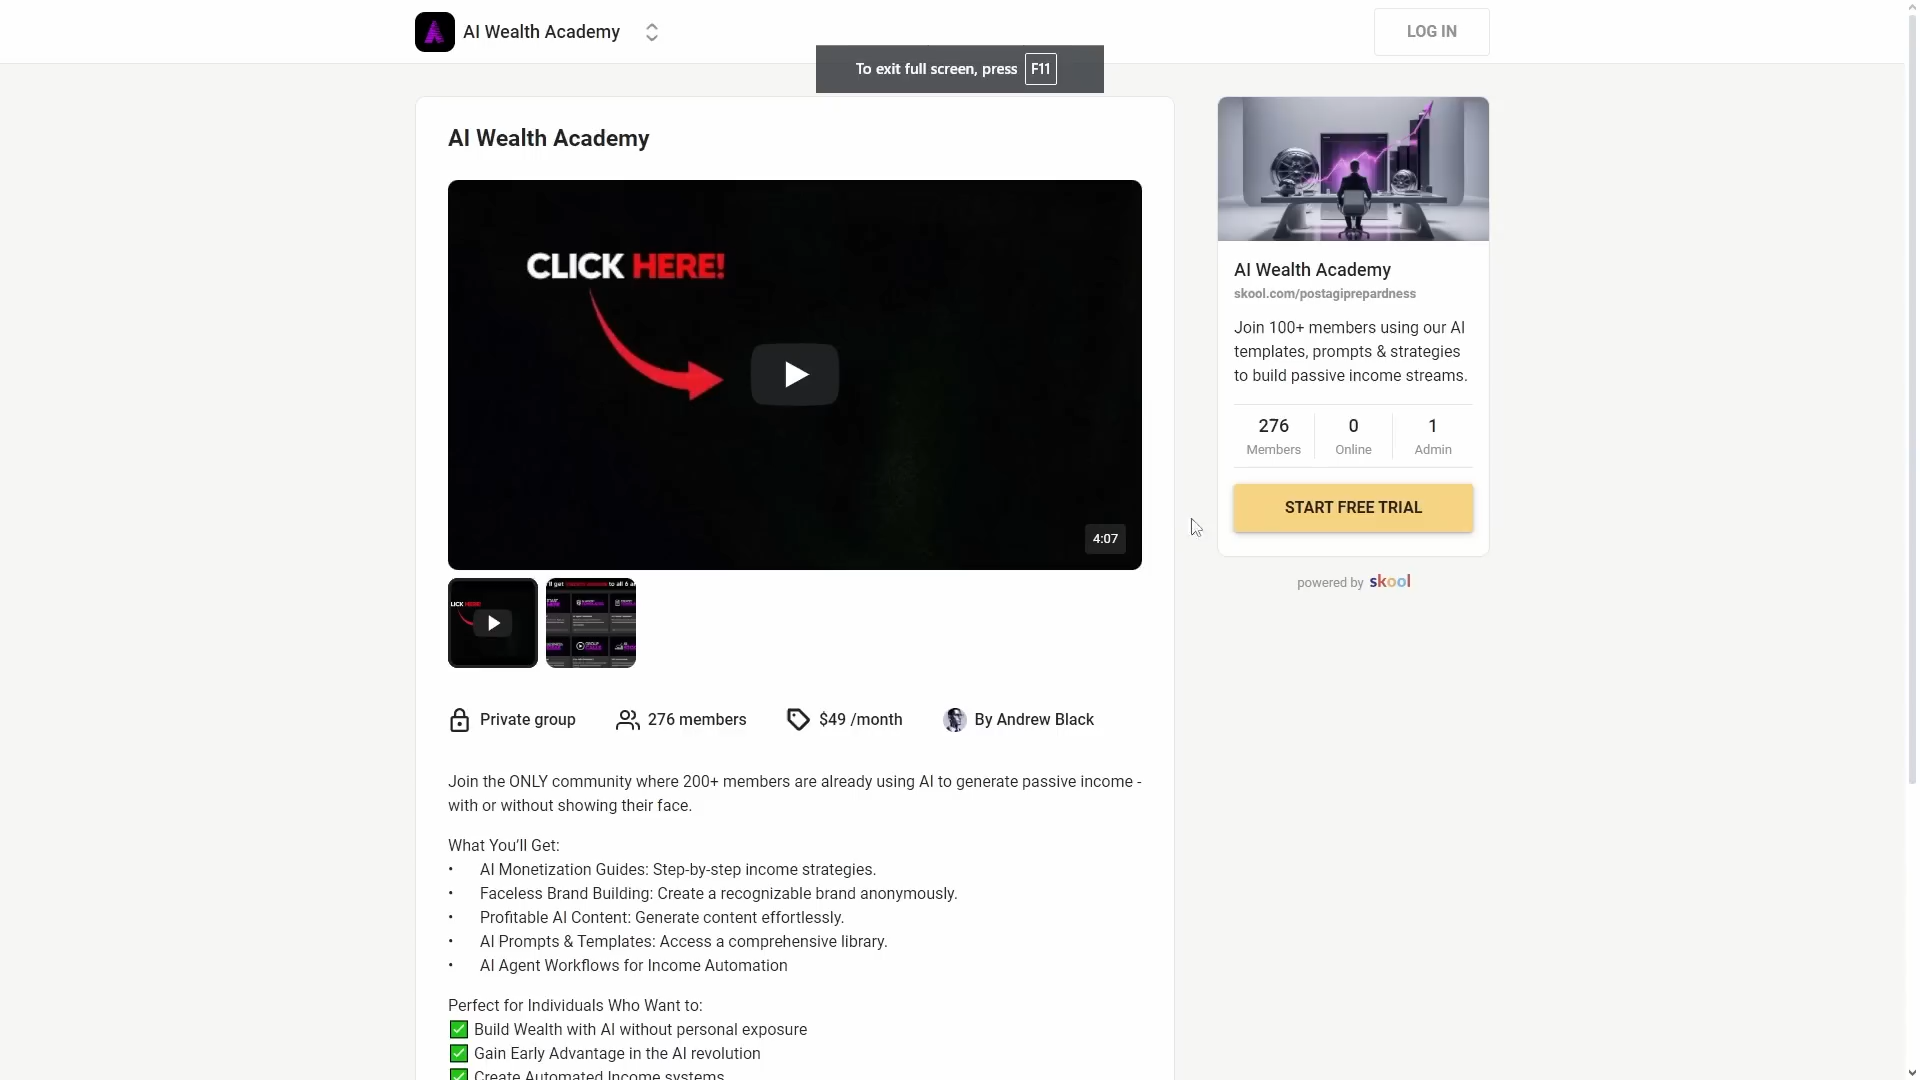 AI Wealth Academy
LOG IN
To exit full screen, press F11
AI Wealth Academy
CLICK HERE!
4:07
Private group
276 members
$49 /month
By Andrew Black
Join the ONLY community where 200+ members are already using AI to generate passive income -
with or without showing their face.
What You'll Get:
• AI Monetization Guides: Step-by-step income strategies.
• Faceless Brand Building: Create a recognizable brand anonymously.
• Profitable AI Content: Generate content effortlessly.
• AI Prompts & Templates: Access a comprehensive library.
• AI Agent Workflows for Income Automation
Perfect for Individuals Who Want to:
✅ Build Wealth with AI without personal exposure
✅ Gain Early Advantage in the AI revolution
✅ Create Automated Income systems
AI Wealth Academy
skool.com/postagiprepardness
Join 100+ members using our AI
templates, prompts & strategies
to build passive income streams.
276
Members
0
Online
1
Admin
START FREE TRIAL
powered by skool